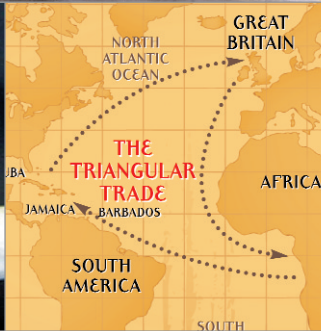 GREAT
BRITAIN
NORTH
ATLANTIC
OCEAN
THE
TRIANGULAR
TRADE
AFRICA
UBA
JAMAICA
BARBADOS
SOUTH
AMERICA
SOUTH